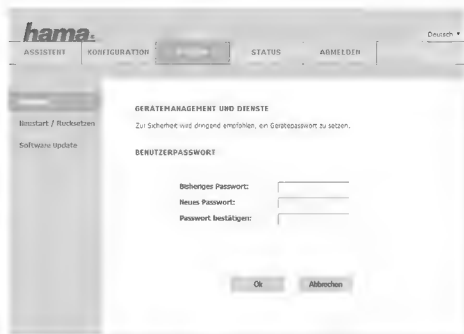 hama®
Deutsch
ASSISTENT KONFIGURATION STATUS ABMELDEN
Neustart / Rücksetzen
Software Update
GERÄTEMANAGEMENT UND DIENSTE
Zur Sicherheit wird dringend empfohlen, ein Gerätepasswort zu setzen.
BENUTZERPASSWORT
Bisheriges Passwort:
Neues Passwort:
Passwort bestätigen:
Ok Abbrechen